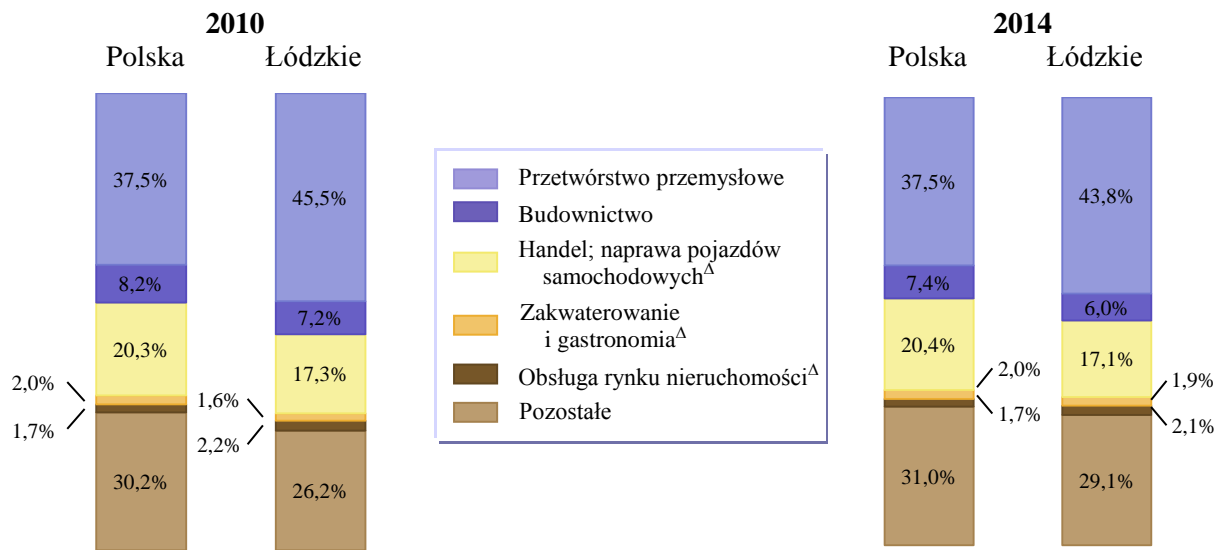 2010
Polska
Łódzkie
37,5%
45,5%
8,2%
7,2%
20,3%
17,3%
2,0%
1,6%
1,7%
2,2%
30,2%
26,2%
Przetwórstwo przemysłowe
Budownictwo
Handel; naprawa pojazdów
samochodowych^Δ
Zakwaterowanie
i gastronomia^Δ
Obsługa rynku nieruchomości^Δ
Pozostałe
2014
Polska
Łódzkie
37,5%
43,8%
7,4%
6,0%
20,4%
17,1%
2,0%
1,9%
1,7%
2,1%
31,0%
29,1%